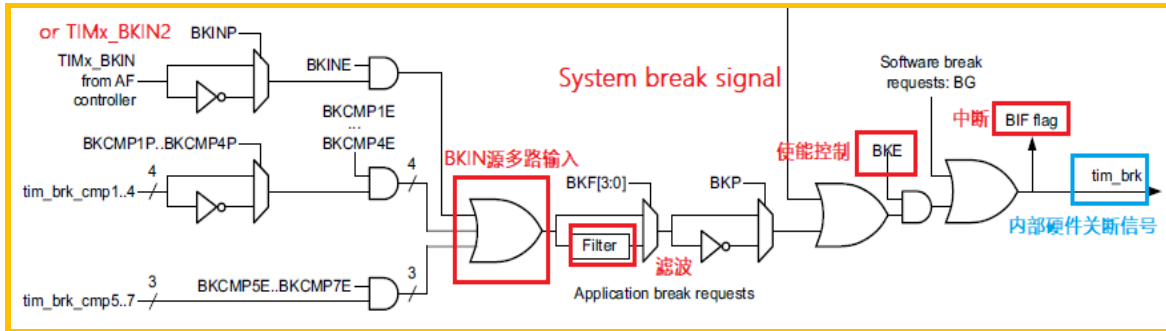 or TIMx_BKIN2
BKINP
TIMx_BKIN
from AF
controller
BKINE
System break signal
Software break
requests: BG
BKCMP1E
...
BKCMP4E
中断
BIF flag
BKCMP1P..BKCMP4P
BKIN源多路输入
使能控制
BKE
4
4
tim_brk_cmp1..4
BKF[3:0]
BKP
tim_brk
Filter
滤波
内部硬件关断信号
3
BKCMP5E..BKCMP7E
3
tim_brk_cmp5..7
Application break requests